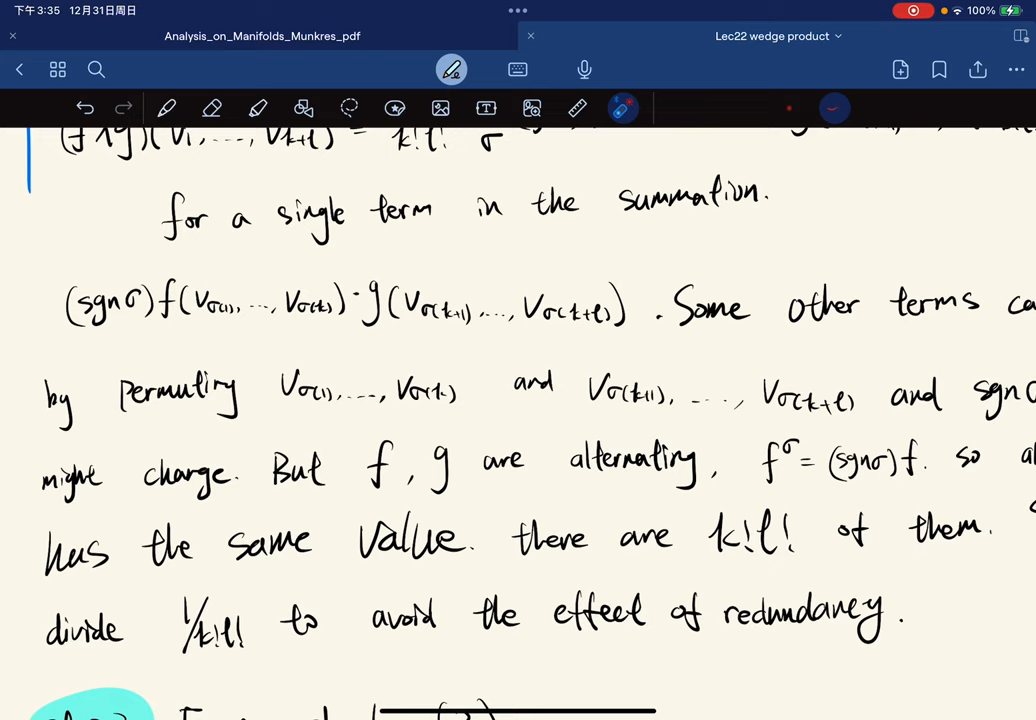 下午 3:35 12月31日周日
100%
Analysis_on_Manifolds_Munkres_pdf
Lec22 wedge product
(f∧g)(V₁, ..., Vₖ₊ₗ) = k!l! σ
for a single term in the summation.
(sgnσ)f(Vσ(1), ..., Vσ(k))·g(Vσ(k+1), ..., Vσ(k+l)). Some other terms ca
by permuting Vσ(1), ..., Vσ(k) and Vσ(k+1), ..., Vσ(k+l) and sgnσ
might change. But f, g are alternating, f^σ = (sgnσ)f. so al
has the same value. there are k!l! of them.
divide 1/k!l! to avoid the effect of redundancy.